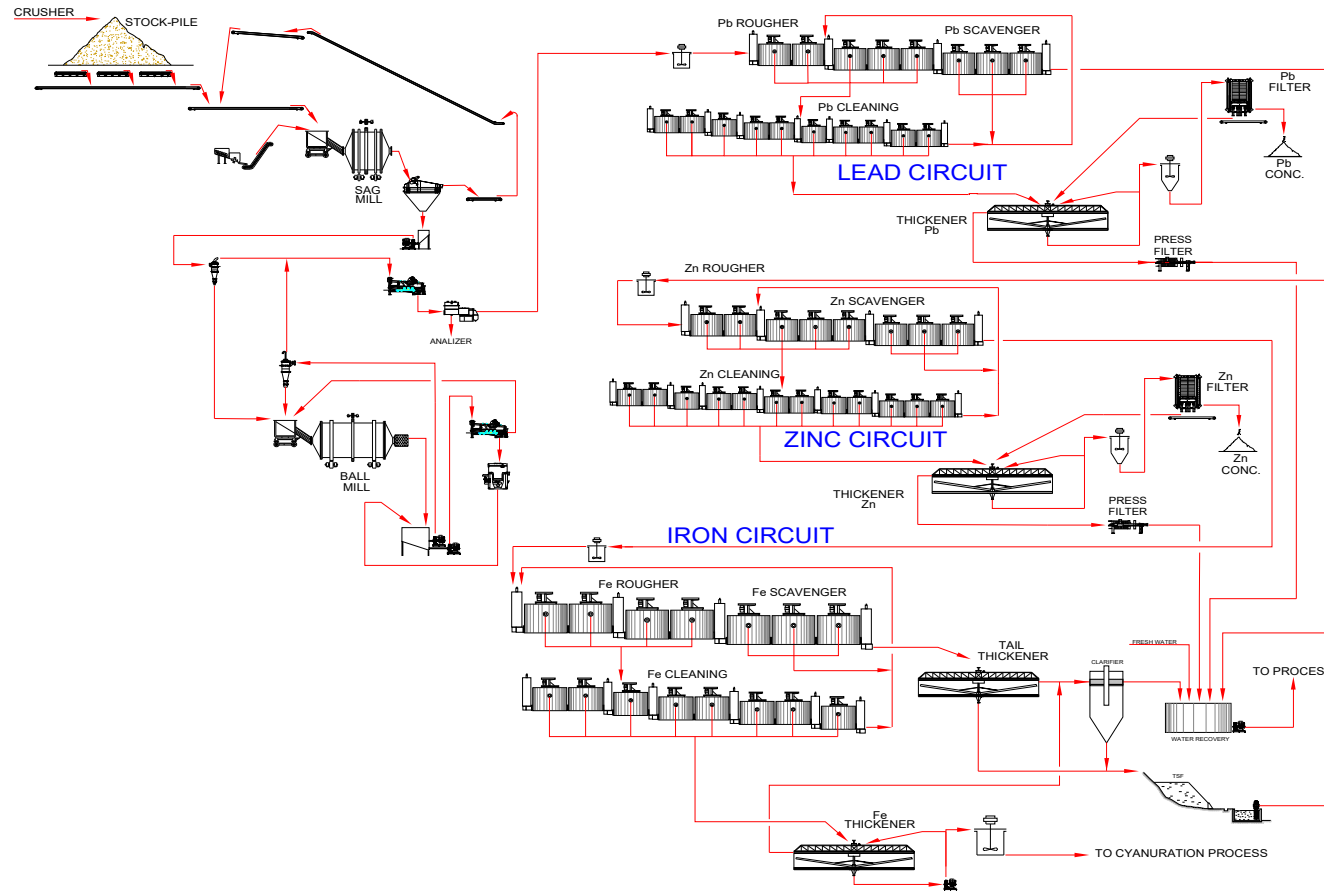 CRUSHER
STOCK-PILE
SAG
MILL
ANALIZER
BALL
MILL
Pb ROUGHER
Pb SCAVENGER
Pb CLEANING
LEAD CIRCUIT
Pb
FILTER
Pb
CONC.
THICKENER
Pb
PRESS
FILTER
Zn ROUGHER
Zn SCAVENGER
Zn CLEANING
ZINC CIRCUIT
Zn
FILTER
Zn
CONC.
THICKENER
Zn
PRESS
FILTER
IRON CIRCUIT
Fe ROUGHER
Fe SCAVENGER
Fe CLEANING
TAIL
THICKENER
FRESH WATER
CLARIFIER
TO PROCES
WATER RECOVERY
TSF
Fe
THICKENER
TO CYANURATION PROCESS